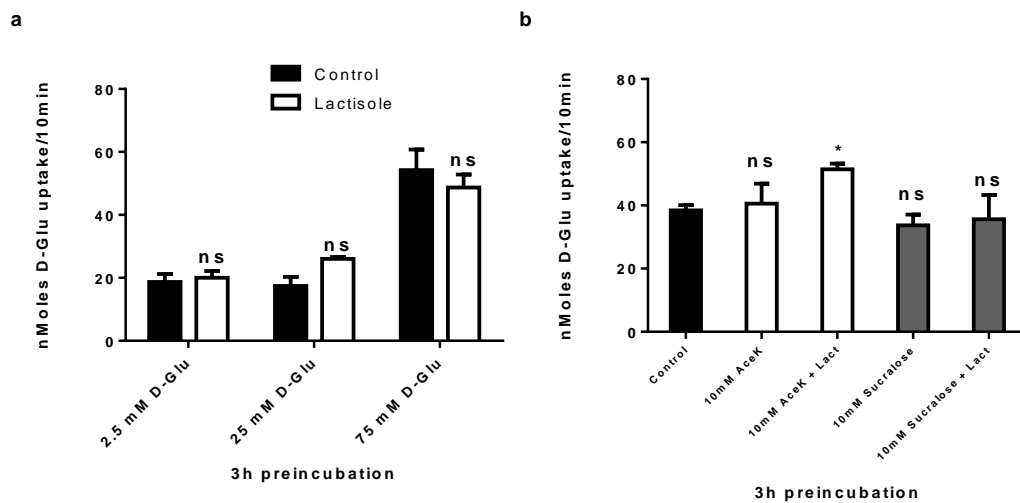 a
Control
Lactisole
nMoles D-Glu uptake/10min
80
60
40
20
0
ns
ns
ns
2.5 mM D-Glu
25 mM D-Glu
75 mM D-Glu
3h preincubation
b
nMoles D-Glu uptake/10min
80
60
40
20
0
ns
*
ns
ns
Control
10mM AceK
10mM AceK + Lact
10mM Sucralose
10mM Sucralose + Lact
3h preincubation